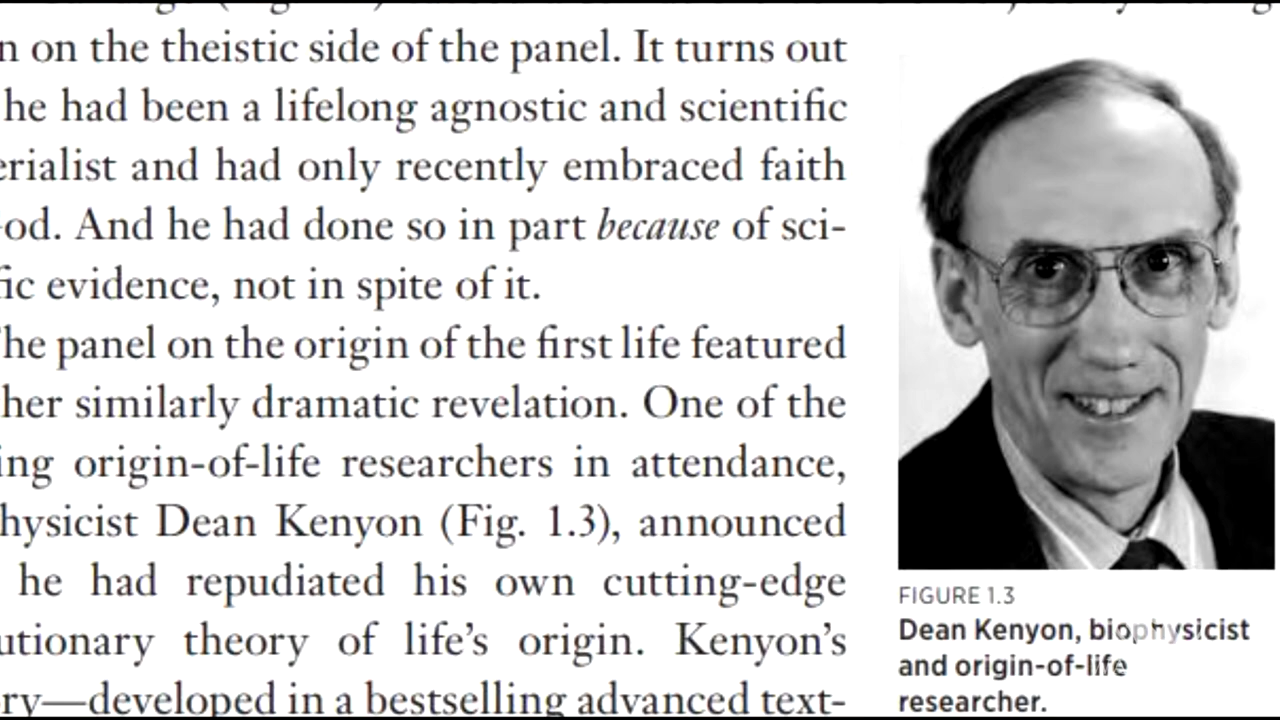 n on the theistic side of the panel. It turns out
he had been a lifelong agnostic and scientific
erialist and had only recently embraced faith
od. And he had done so in part because of sci-
fic evidence, not in spite of it.
The panel on the origin of the first life featured
her similarly dramatic revelation. One of the
ing origin-of-life researchers in attendance,
hysicist Dean Kenyon (Fig. 1.3), announced
he had repudiated his own cutting-edge
utionary theory of life's origin. Kenyon's
ry—developed in a bestselling advanced text-
FIGURE 1.3
Dean Kenyon, biophysicist
and origin-of-life
researcher.